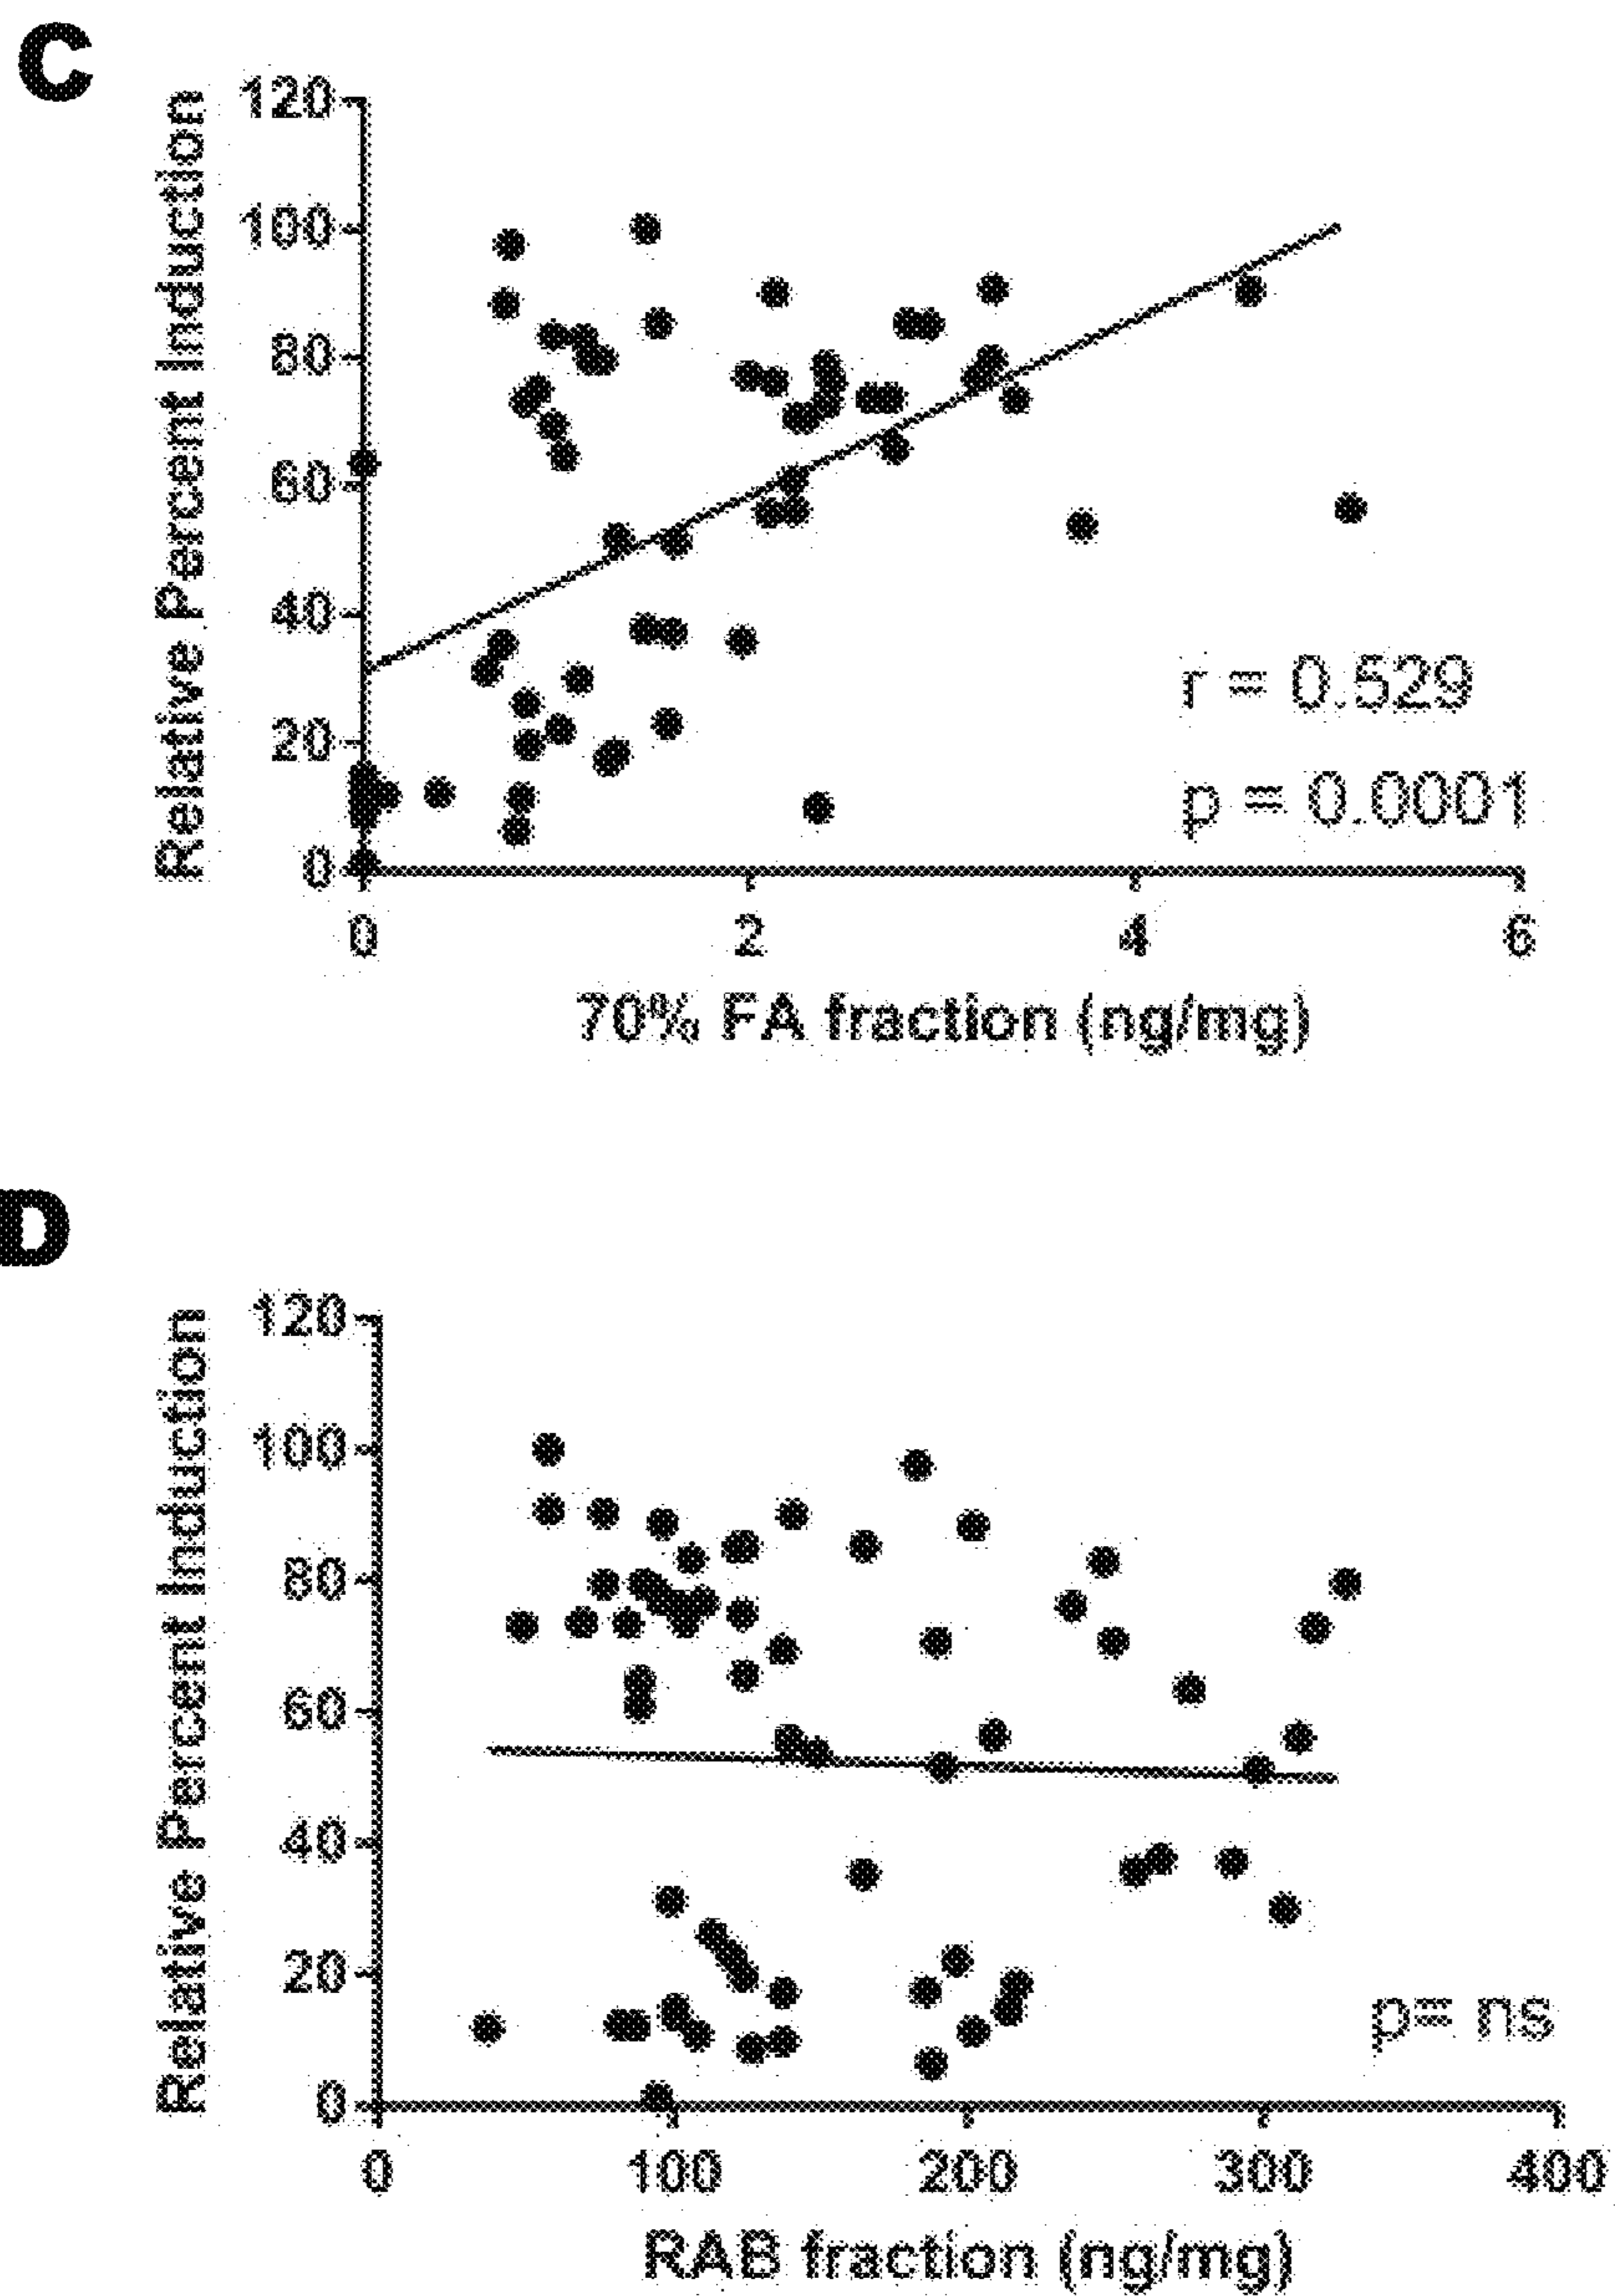 C
Relative Percent Induction
120
100
80
60
40
20
0
r = 0.529
p = 0.0001
0 2 4 6
70% FA fraction (ng/mg)
D
Relative Percent Induction
120
100
80
60
40
20
0
p= ns
0 100 200 300 400
RAB fraction (ng/mg)